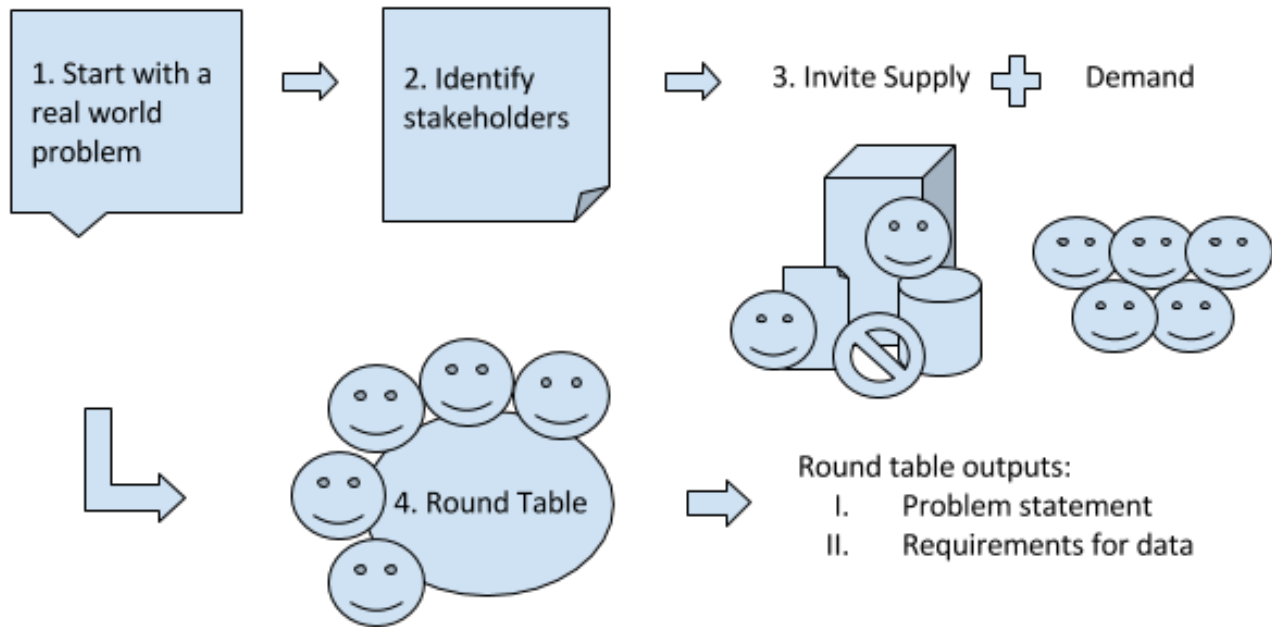 1. Start with a
real world
problem
2. Identify
stakeholders
3. Invite Supply
Demand
4. Round Table
Round table outputs:
I. Problem statement
II. Requirements for data